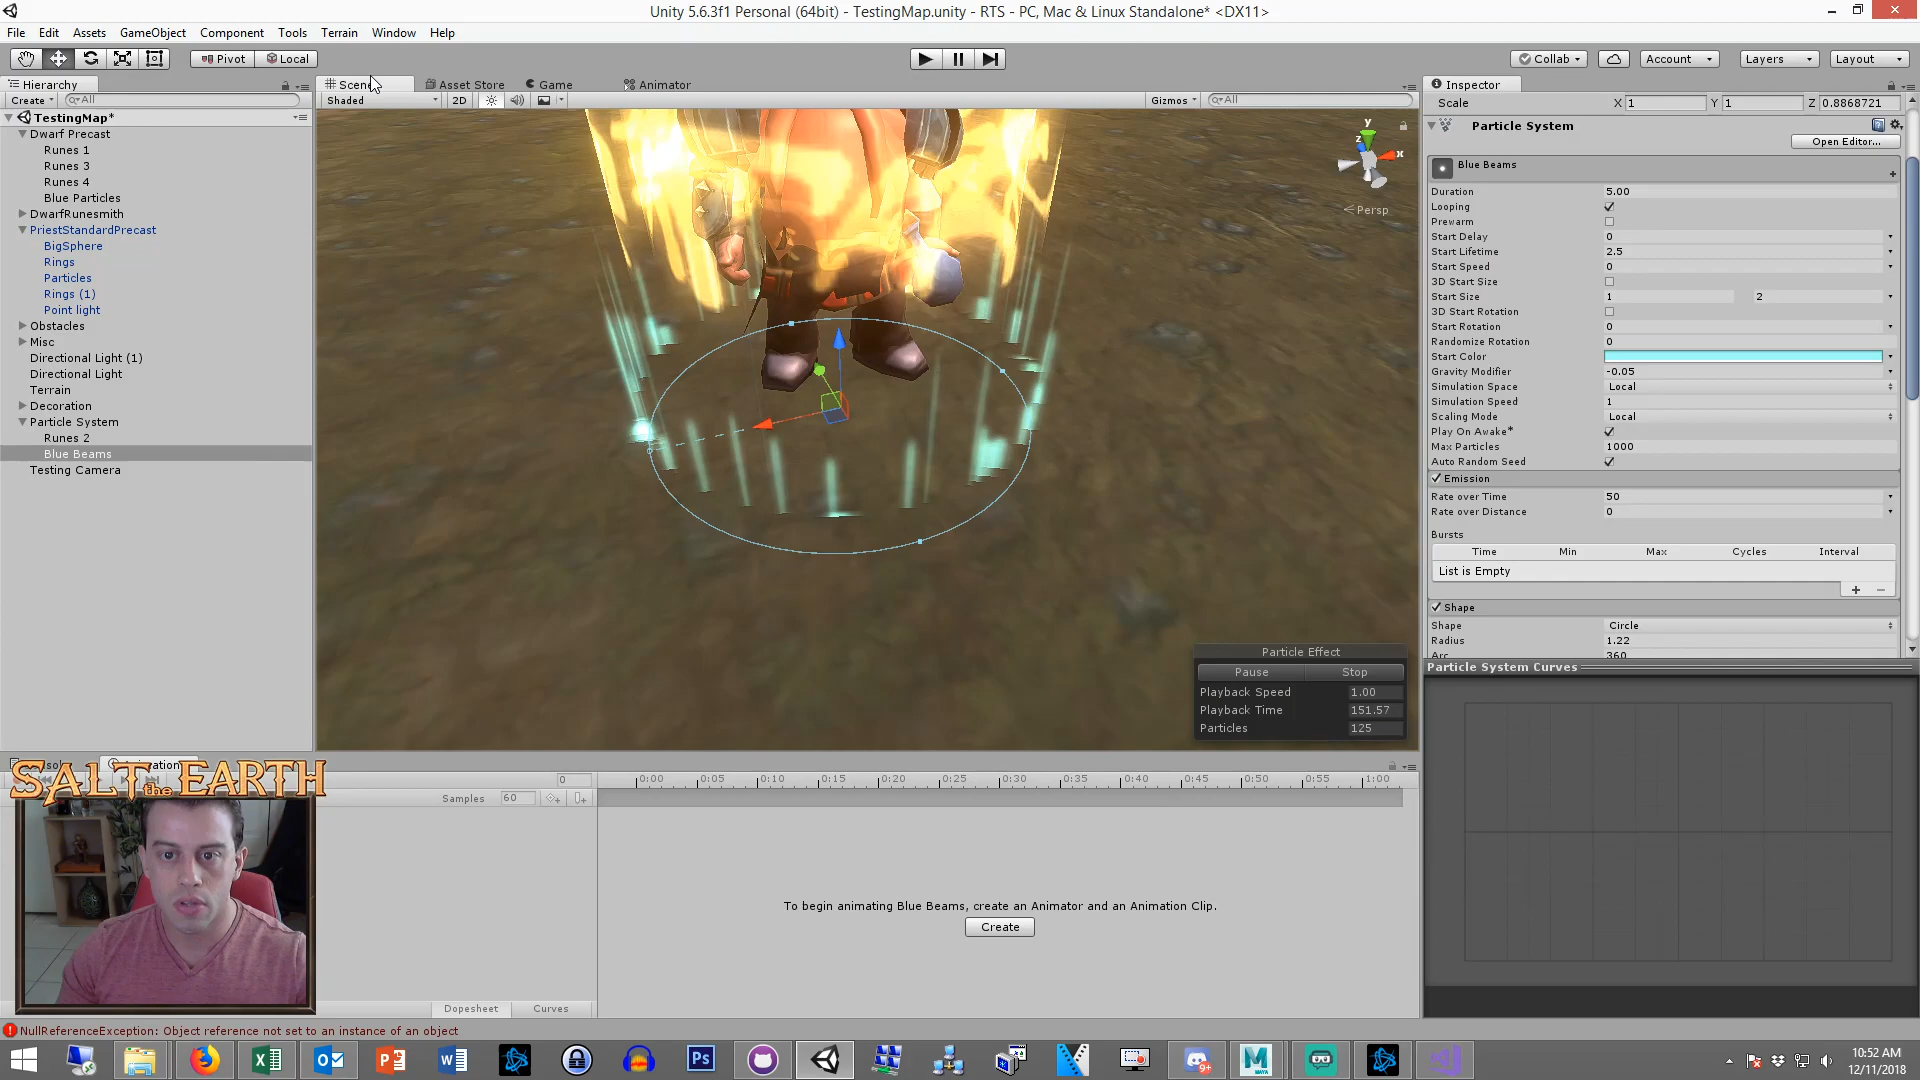 Unity 5.6.3f1 Personal (64bit) - TestingMap.unity - RTS - PC, Mac & Linux Standalone* <DX11>
File Edit Assets GameObject Component Tools Terrain Window Help
Pivot Local Collab Account Layers Layout
Hierarchy
Create All
TestingMap*
Dwarf Precast
Runes 1
Runes 3
Runes 4
Blue Particles
DwarfRunesmith
PriestStandardPrecast
BigSphere
Rings
Particles
Rings (1)
Point light
Obstacles
Misc
Directional Light (1)
Directional Light
Terrain
Decoration
Particle System
Runes 2
Blue Beams
Testing Camera
Scene Asset Store Game Animator
Shaded 2D Gizmos All
y
z
x
Persp
Particle Effect
Pause Stop
Playback Speed 1.00
Playback Time 151.57
Particles 125
Inspector
Scale X 1 Y 1 Z 0.8868721
Particle System
Open Editor...
Blue Beams
Duration 5.00
Looping
Prewarm
Start Delay 0
Start Lifetime 2.5
Start Speed 0
3D Start Size
Start Size 1 2
3D Start Rotation
Start Rotation 0
Randomize Rotation 0
Start Color
Gravity Modifier -0.05
Simulation Space Local
Simulation Speed 1
Scaling Mode Local
Play On Awake*
Max Particles 1000
Auto Random Seed
Emission
Rate over Time 50
Rate over Distance 0
Bursts
Time Min Max Cycles Interval
List is Empty
Shape
Shape Circle
Radius 1.22
Arc 360
Particle System Curves
SALT the EARTH
0 0:00 0:05 0:10 0:15 0:20 0:25 0:30 0:35 0:40 0:45 0:50 0:55 1:00
Samples 60
To begin animating Blue Beams, create an Animator and an Animation Clip.
Create
Dopesheet Curves
NullReferenceException: Object reference not set to an instance of an object
Ps
9+
MAYA
10:52 AM
12/11/2018